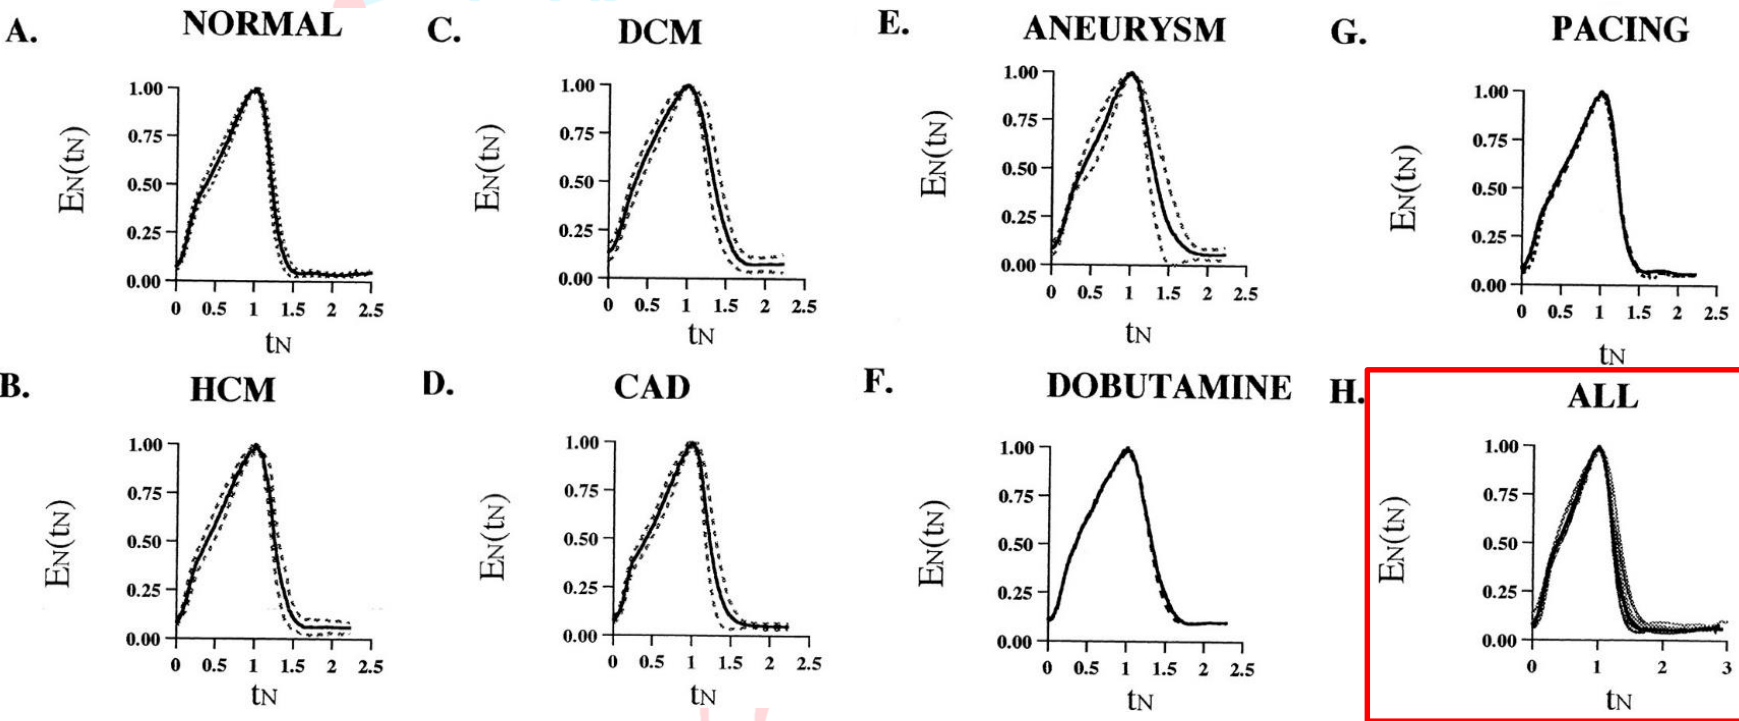 A. NORMAL
1.00
0.75
0.50
0.25
0.00
EN(tN)
0 0.5 1 1.5 2 2.5
tN
C. DCM
1.00
0.75
0.50
0.25
0.00
EN(tN)
0 0.5 1 1.5 2 2.5
tN
E. ANEURYSM
1.00
0.75
0.50
0.25
0.00
EN(tN)
0 0.5 1 1.5 2 2.5
tN
G. PACING
1.00
0.75
0.50
0.25
0.00
EN(tN)
0 0.5 1 1.5 2 2.5
tN
B. HCM
1.00
0.75
0.50
0.25
0.00
EN(tN)
0 0.5 1 1.5 2 2.5
tN
D. CAD
1.00
0.75
0.50
0.25
0.00
EN(tN)
0 0.5 1 1.5 2 2.5
tN
F. DOBUTAMINE
1.00
0.75
0.50
0.25
0.00
EN(tN)
0 0.5 1 1.5 2 2.5
tN
H. ALL
1.00
0.75
0.50
0.25
0.00
EN(tN)
0 1 2 3
tN